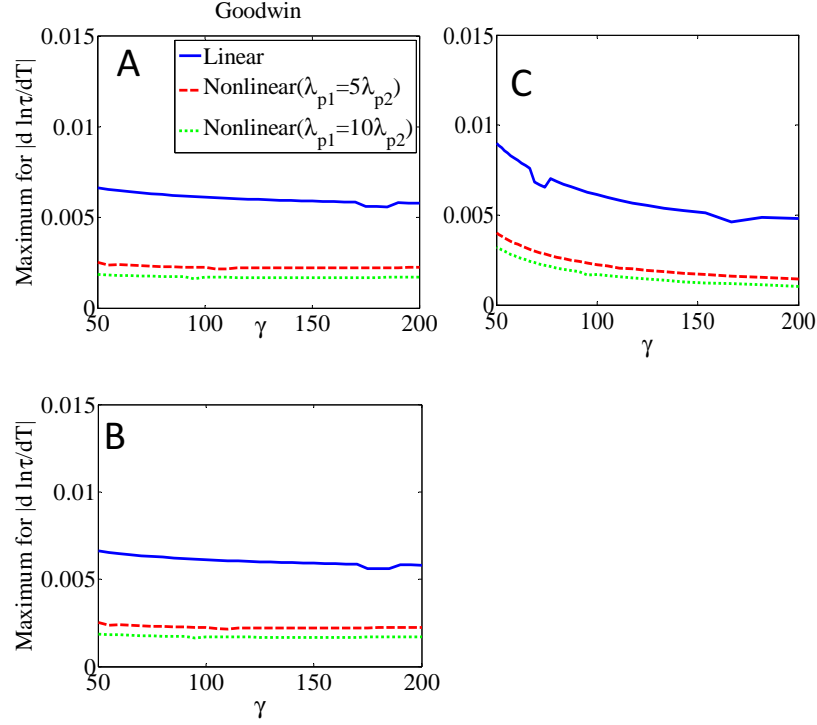 Goodwin
A
Linear
Nonlinear(λp1=5λp2)
Nonlinear(λp1=10λp2)
Maximum for |d lnτ/dT|
0.015
0.01
0.005
0
50
100
150
200
γ
C
0.015
0.01
0.005
0
50
100
150
200
γ
B
Maximum for |d lnτ/dT|
0.015
0.01
0.005
0
50
100
150
200
γ